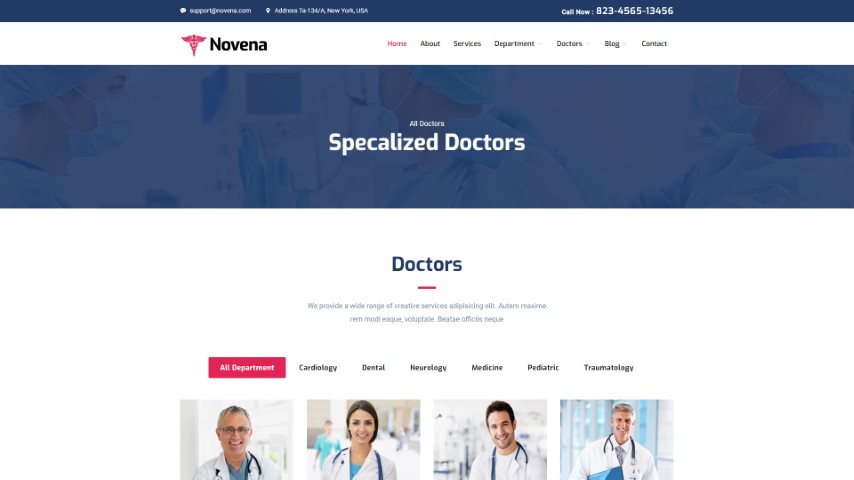 support@novena.com
Address Ta-134/A, New York, USA
Call Now : 823-4565-13456
Novena
Home About Services Department Doctors Blog Contact
All Doctors
Specalized Doctors
Doctors
We provide a wide range of creative services adipisicing elit. Autem maxime
rem modi eaque, voluptate. Beatae officiis neque
All Department Cardiology Dental Neurology Medicine Pediatric Traumatology